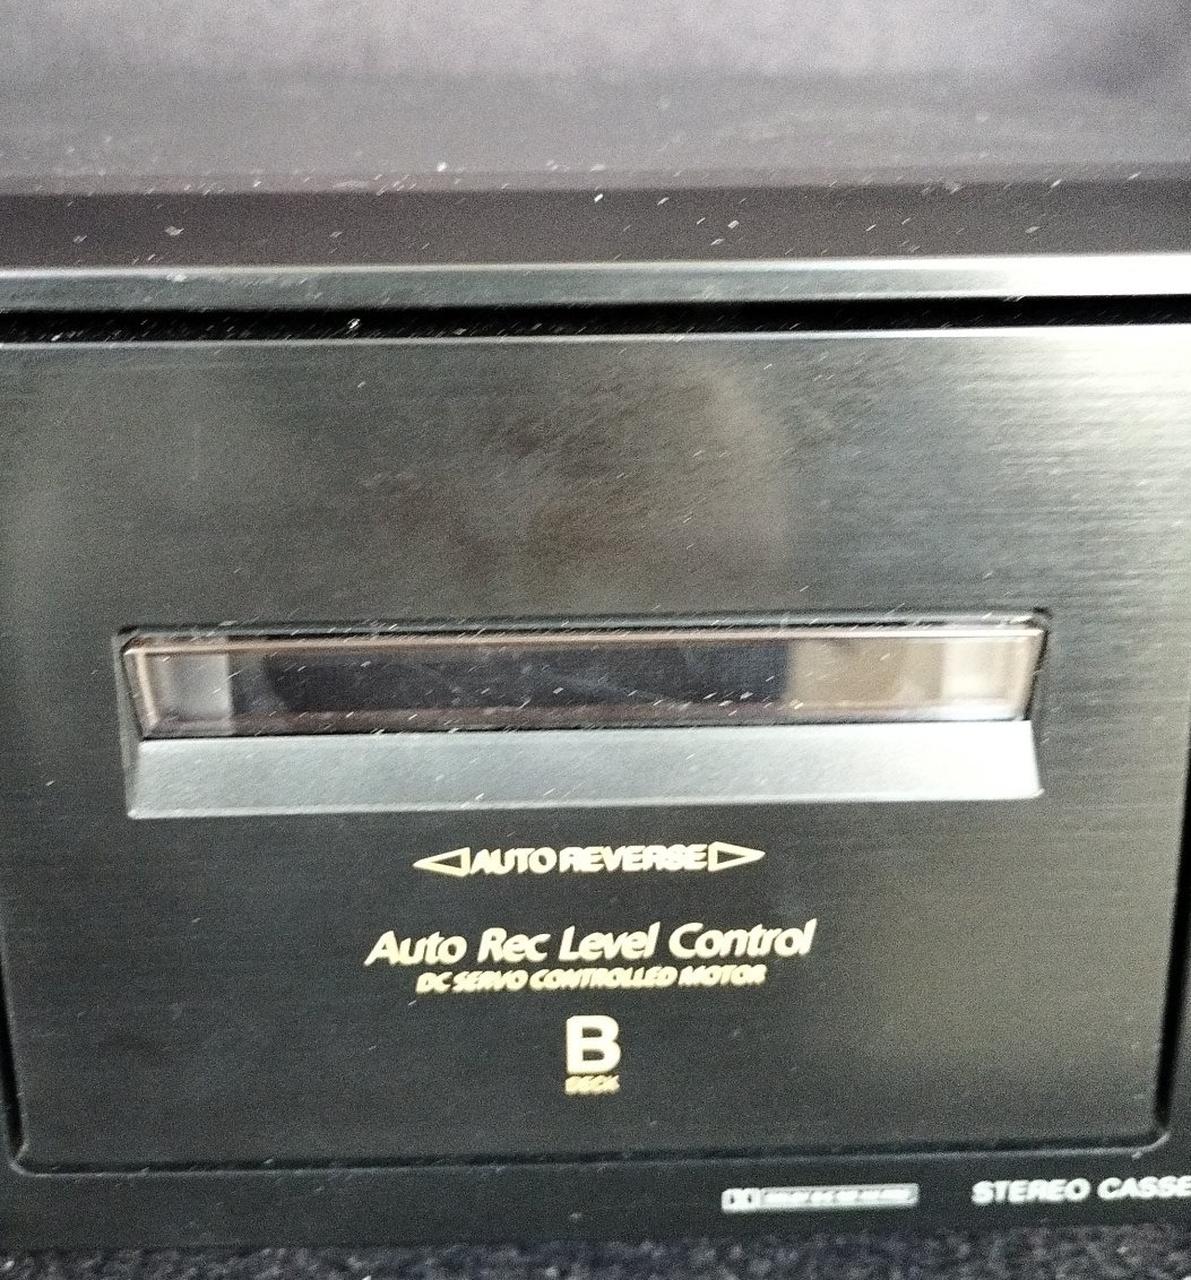 AUTO REVERSE
Auto Rec Level Control
DC SERVO CONTROLLED MOTOR
B
DECK
STEREO CASSE